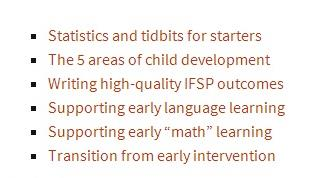 Statistics and tidbits for starters
The 5 areas of child development
Writing high-quality IFSP outcomes
Supporting early language learning
Supporting early “math” learning
Transition from early intervention